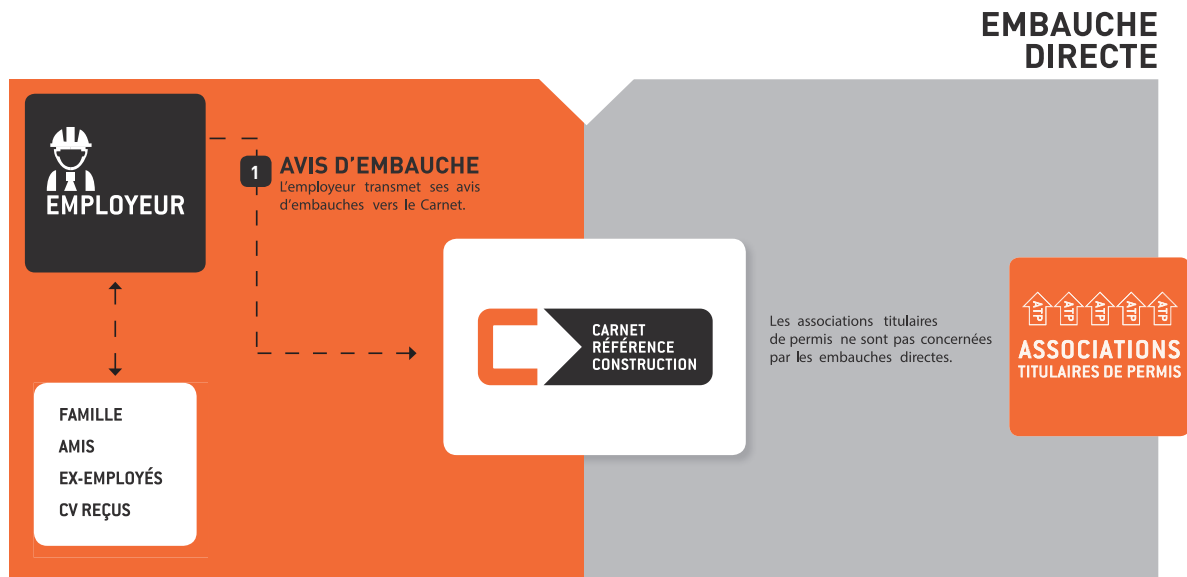 EMBAUCHE
DIRECTE
EMPLOYEUR
1
AVIS D'EMBAUCHE
L'employeur transmet ses avis
d'embauches vers le Carnet.
FAMILLE
AMIS
EX-EMPLOYÉS
CV REÇUS
CARNET
RÉFÉRENCE
CONSTRUCTION
Les associations titulaires
de permis ne sont pas concernées
par les embauches directes.
ATP ATP ATP ATP ATP
ASSOCIATIONS
TITULAIRES DE PERMIS